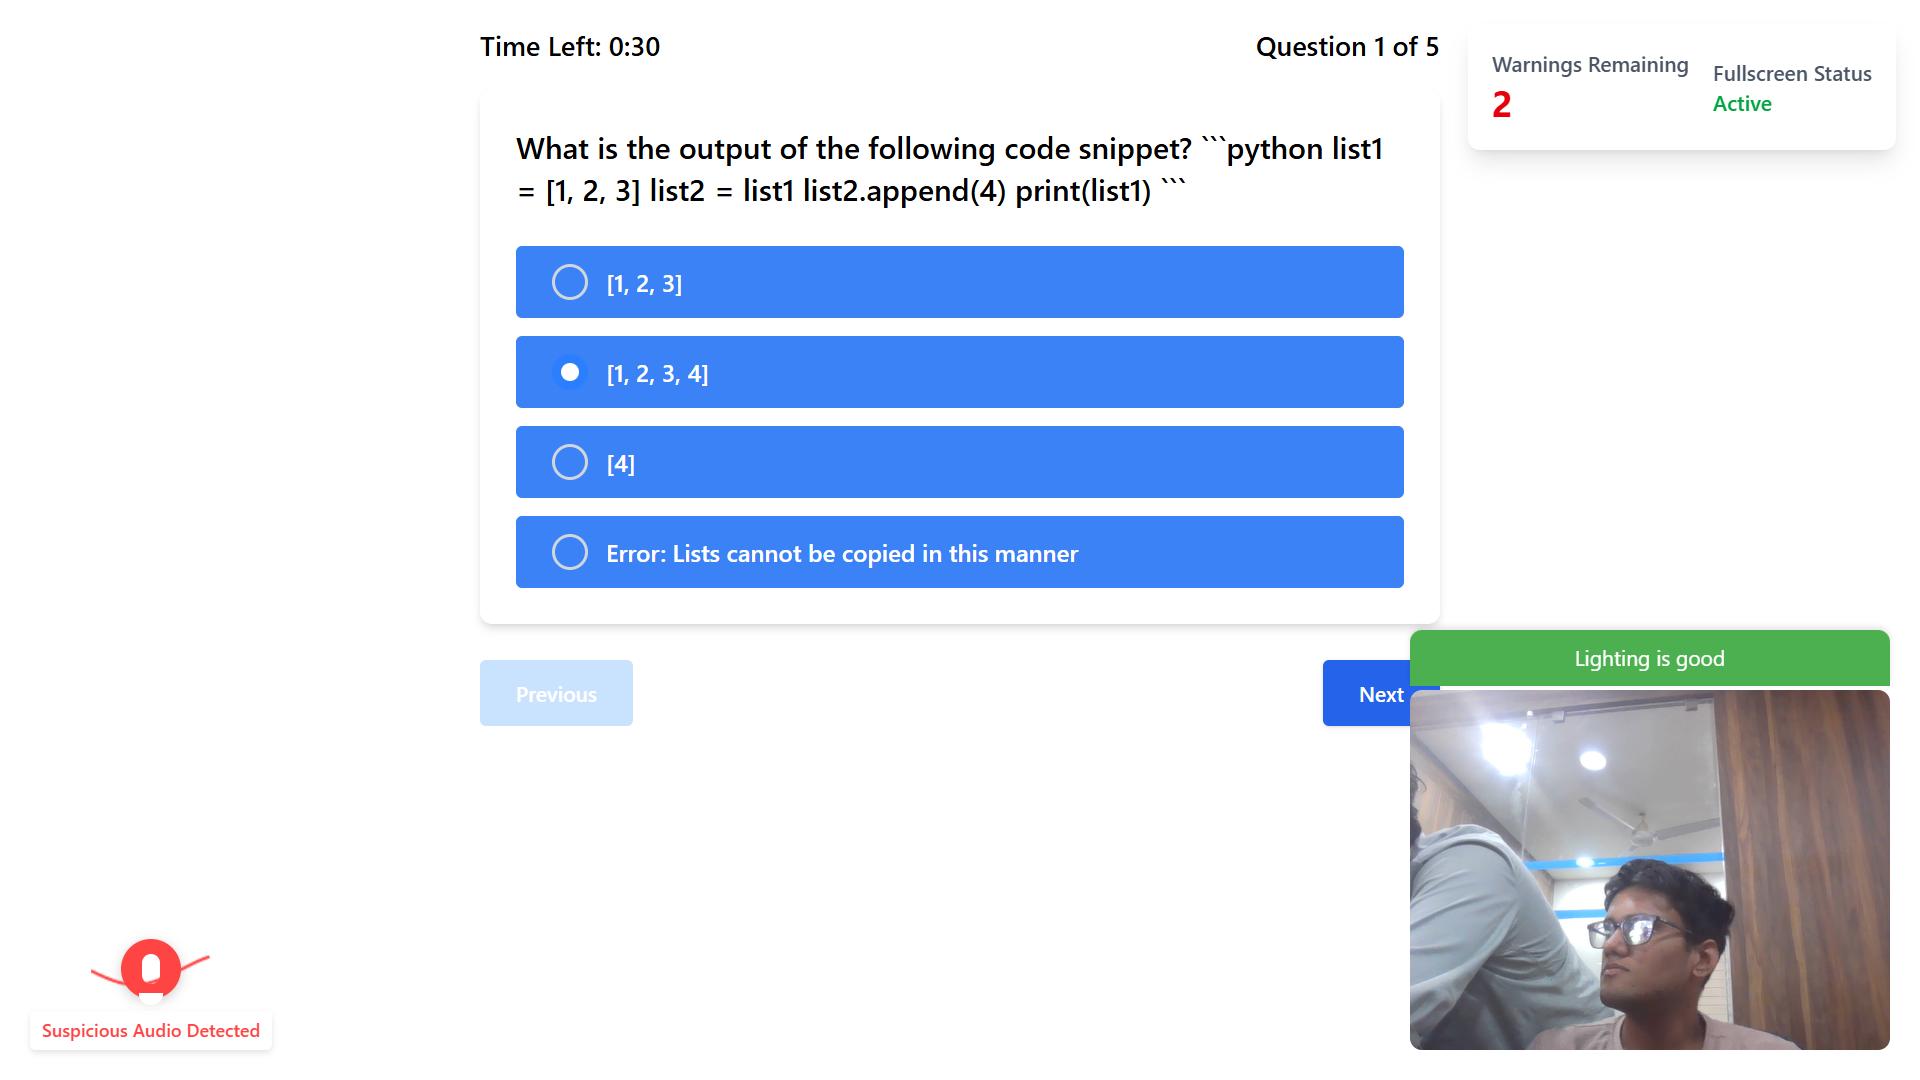 Time Left: 0:30
Question 1 of 5
Warnings Remaining
2
Fullscreen Status
Active
What is the output of the following code snippet? ```python list1
= [1, 2, 3] list2 = list1 list2.append(4) print(list1) ```
[1, 2, 3]
[1, 2, 3, 4]
[4]
Error: Lists cannot be copied in this manner
Previous
Next
Lighting is good
Suspicious Audio Detected